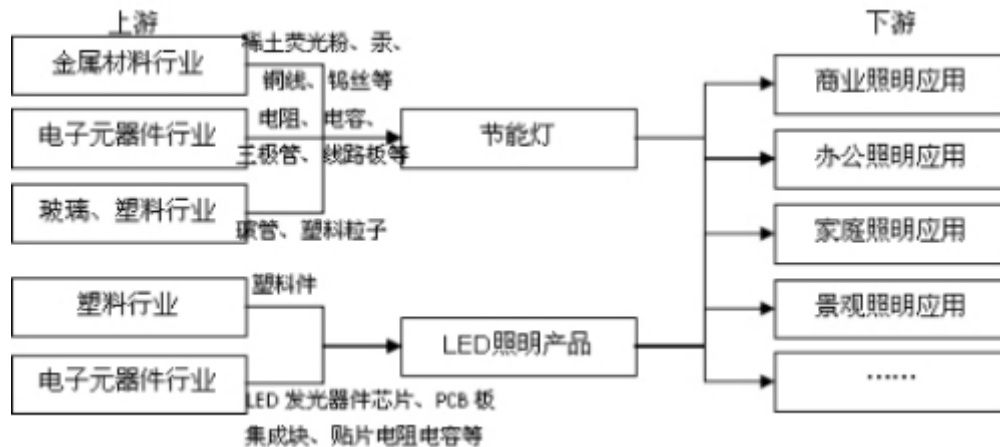 上游
下游
金属材料行业
稀土荧光粉、汞、
铜线、钨丝等
电子元器件行业
电阻、电容、
三极管、线路板等
玻璃、塑料行业
玻管、塑料粒子
节能灯
塑料行业
塑料件
电子元器件行业
LED 发光器件芯片、PCB 板
集成块、贴片电阻电容等
LED照明产品
商业照明应用
办公照明应用
家庭照明应用
景观照明应用
……